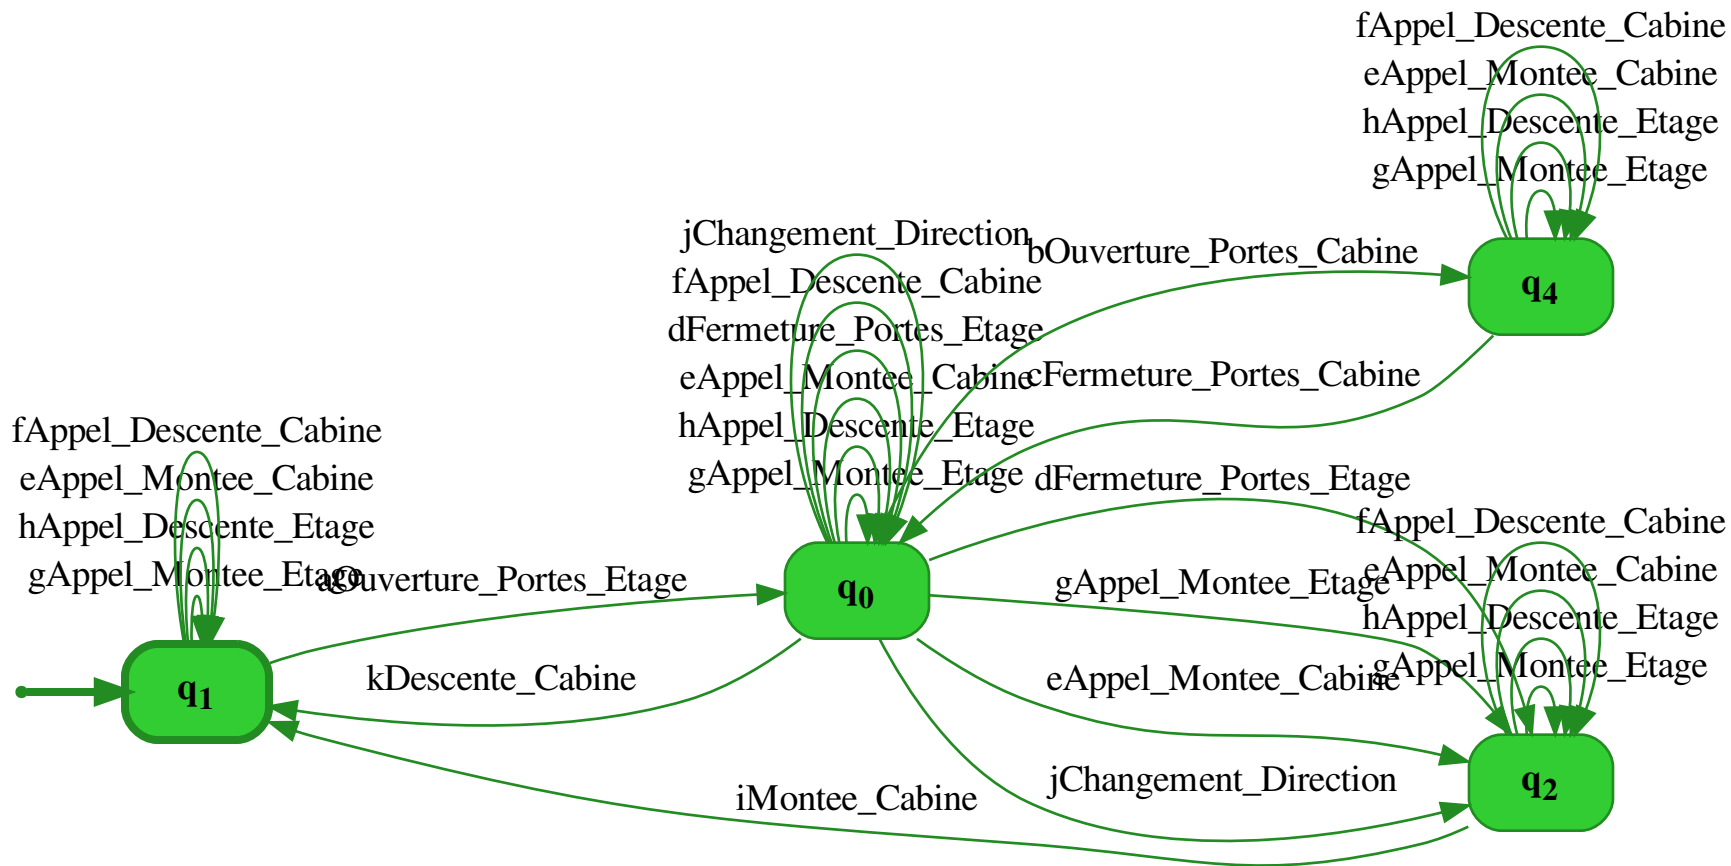 fAppel_Descente_Cabine
eAppel_Montee_Cabine
hAppel_Descente_Etage
gAppel_Montee_Etage
jChangement_Direction
bOuverture_Portes_Cabine
fAppel_Descente_Cabine
q4
dFermeture_Portes_Etage
eAppel_Montee_Cabine
cFermeture_Portes_Cabine
hAppel_Descente_Etage
fAppel_Descente_Cabine
gAppel_Montee_Etage
dFermeture_Portes_Etage
eAppel_Montee_Cabine
fAppel_Descente_Cabine
hAppel_Descente_Etage
eAppel_Montee_Cabine
gAppel_Montee_Etage
aOuverture_Portes_Etage
q0
gAppel_Montee_Etage
hAppel_Descente_Etage
q1
kDescente_Cabine
eAppel_Montee_Cabine
gAppel_Montee_Etage
iMontee_Cabine
jChangement_Direction
q2